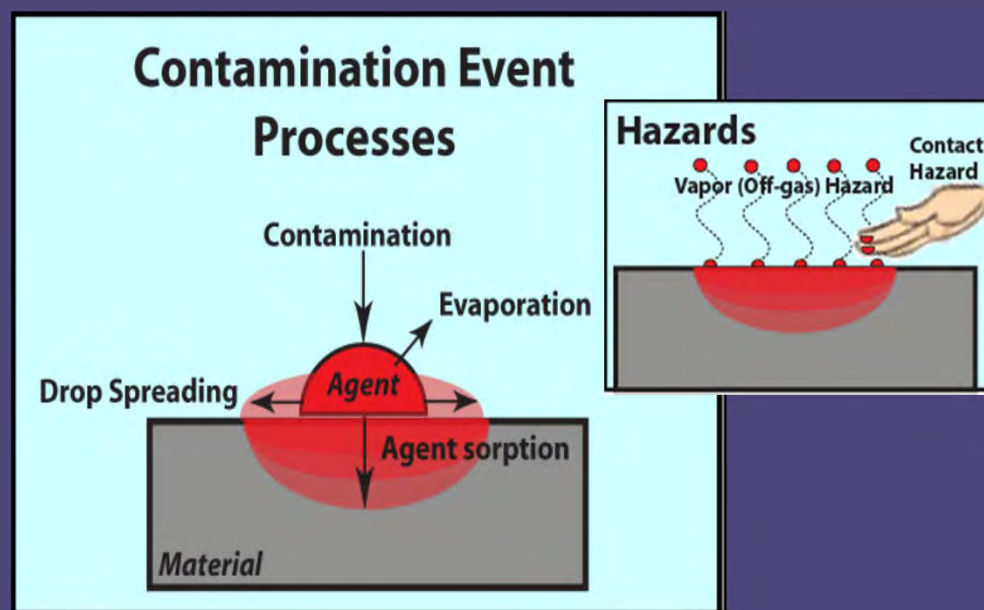 Contamination Event
Processes
Contamination
Evaporation
Agent
Drop Spreading
Agent sorption
Material
Hazards
Contact
Hazard
Vapor (Off-gas) Hazard